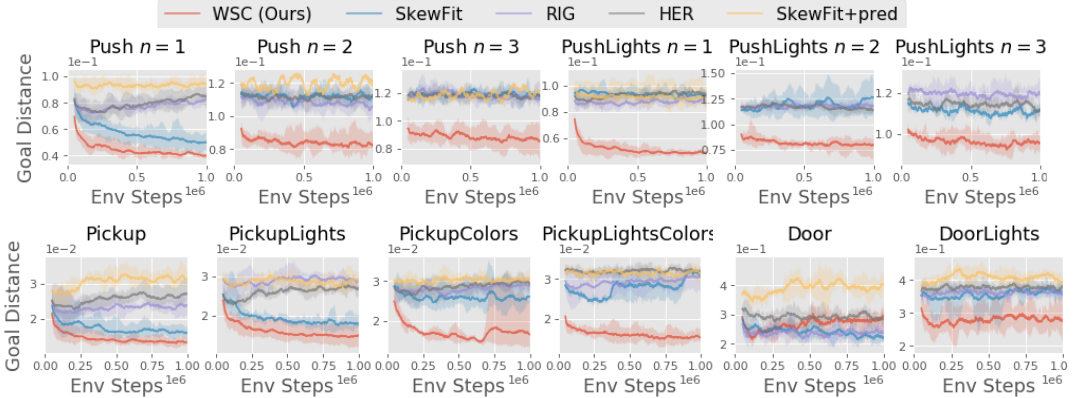 WSC (Ours) SkewFit RIG HER SkewFit+pred
Push n = 1 Push n = 2 Push n = 3 PushLights n = 1 PushLights n = 2 PushLights n = 3
1e−1 1e−1 1e−1 1e−1 1e−1 1e−1
Goal Distance
1.0 0.8 0.6 0.4
1.2 1.0 0.8
1.2 1.0 0.8
1.2 1.0 0.8 0.6
1.50 1.25 1.00 0.75
1.2 1.0
0.0 0.5 1.0 0.0 0.5 1.0 0.0 0.5 1.0 0.0 0.5 1.0 0.0 0.5 1.0 0.0 0.5 1.0
Env Steps 1e6 Env Steps 1e6 Env Steps 1e6 Env Steps 1e6 Env Steps 1e6 Env Steps 1e6
Pickup PickupLights PickupColors PickupLightsColors Door DoorLights
1e−2 1e−2 1e−2 1e−2 1e−1 1e−1
Goal Distance
3 2
3 2
3 2
3 2
4 3 2
4 3 2
0.00 0.25 0.50 0.75 1.00 0.00 0.25 0.50 0.75 1.00 0.00 0.25 0.50 0.75 1.00 0.00 0.25 0.50 0.75 1.00 0.00 0.25 0.50 0.75 1.00 0.00 0.25 0.50 0.75 1.0
Env Steps 1e6 Env Steps 1e6 Env Steps 1e6 Env Steps 1e6 Env Steps 1e6 Env Steps 1e6